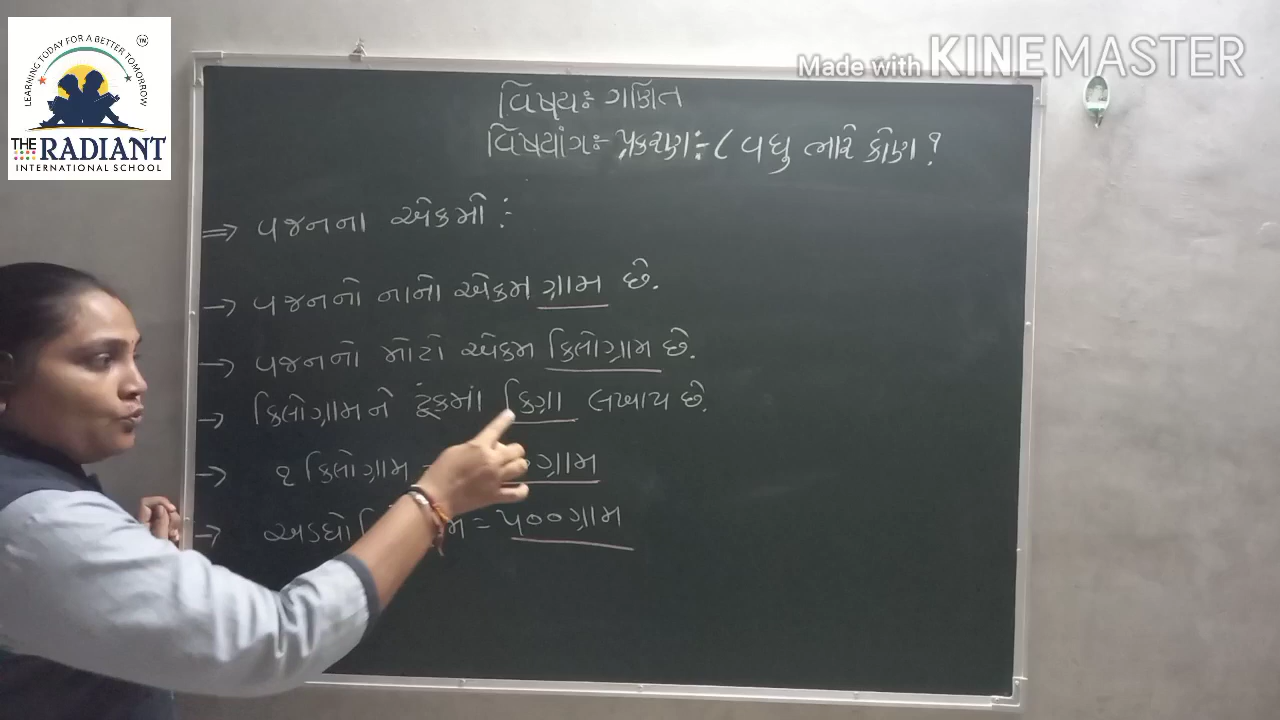 LEARNING TODAY FOR A BETTER TOMORROW
THE RADIANT
INTERNATIONAL SCHOOL
Made with KINEMASTER
વિષય:- ગણિત
વિષયાંગ:- પ્રકરણ:- ૮ વધુ ભારે કોણ ?
⇒ વજનના એકમો :-
→ વજનનો નાનો એકમ ગ્રામ છે.
→ વજનનો મોટો એકમ કિલોગ્રામ છે.
→ કિલોગ્રામને ટૂંકમાં કિગ્રા લખાય છે.
→ ૧ કિલોગ્રામ = ગ્રામ
→ અડધો = ૫૦૦ ગ્રામ